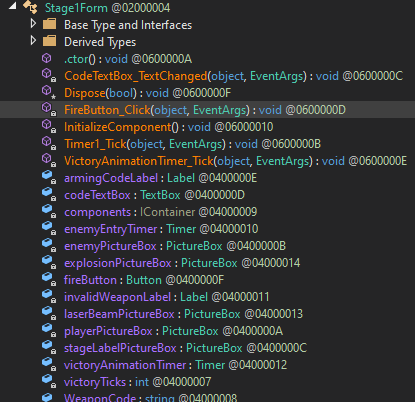 Stage1Form @02000004
Base Type and Interfaces
Derived Types
.ctor() : void @0600000A
CodeTextBox_TextChanged(object, EventArgs) : void @0600000C
Dispose(bool) : void @0600000F
FireButton_Click(object, EventArgs) : void @0600000D
InitializeComponent() : void @06000010
Timer1_Tick(object, EventArgs) : void @0600000B
VictoryAnimationTimer_Tick(object, EventArgs) : void @0600000E
armingCodeLabel : Label @0400000E
codeTextBox : TextBox @0400000D
components : IContainer @04000009
enemyEntryTimer : Timer @04000010
enemyPictureBox : PictureBox @0400000B
explosionPictureBox : PictureBox @04000014
fireButton : Button @0400000F
invalidWeaponLabel : Label @04000011
laserBeamPictureBox : PictureBox @04000013
playerPictureBox : PictureBox @0400000A
stageLabelPictureBox : PictureBox @0400000C
victoryAnimationTimer : Timer @04000012
victoryTicks : int @04000007
WeaponCode : string @04000008